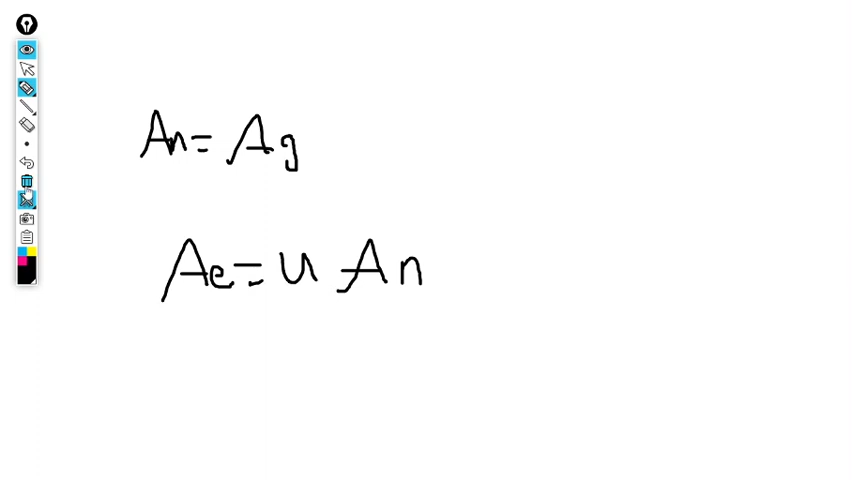 An = Ag
Ae = U An